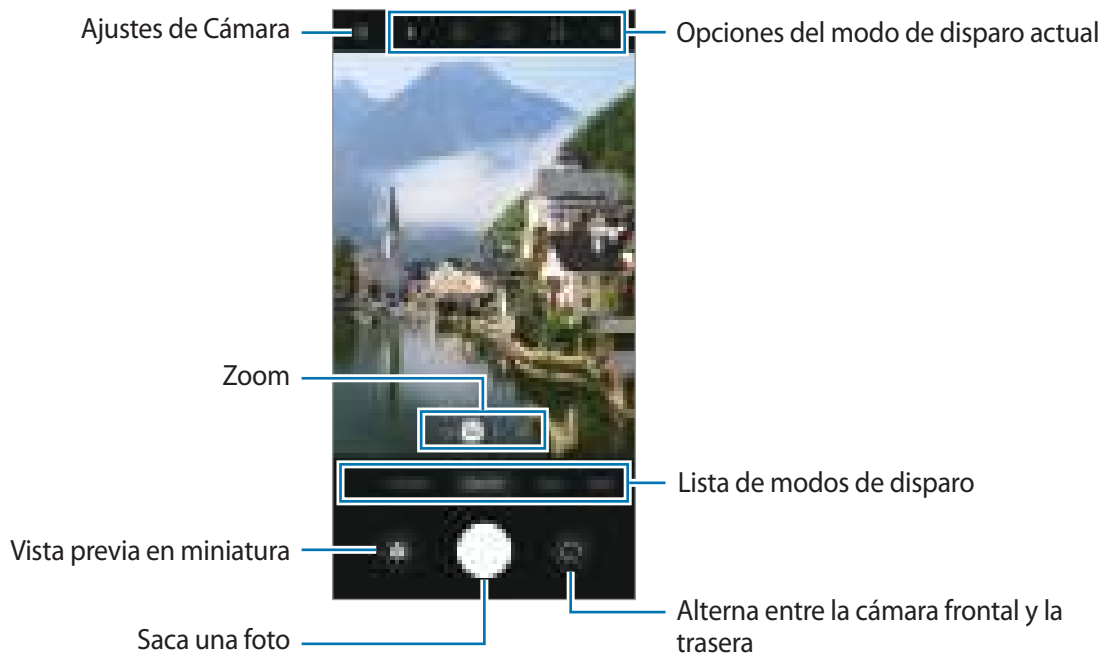 Ajustes de Cámara
Opciones del modo de disparo actual
Zoom
Lista de modos de disparo
Vista previa en miniatura
Alterna entre la cámara frontal y la
trasera
Saca una foto